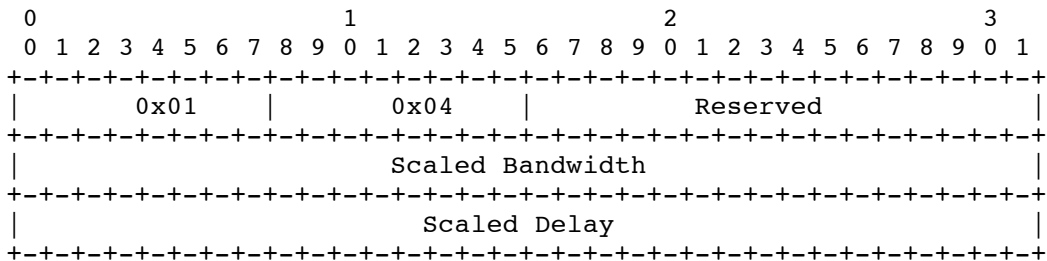 0                   1                   2                   3
 0 1 2 3 4 5 6 7 8 9 0 1 2 3 4 5 6 7 8 9 0 1 2 3 4 5 6 7 8 9 0 1
+-+-+-+-+-+-+-+-+-+-+-+-+-+-+-+-+-+-+-+-+-+-+-+-+-+-+-+-+-+-+-+-+
|       0x01    |       0x04    |          Reserved             |
+-+-+-+-+-+-+-+-+-+-+-+-+-+-+-+-+-+-+-+-+-+-+-+-+-+-+-+-+-+-+-+-+
|                       Scaled Bandwidth                        |
+-+-+-+-+-+-+-+-+-+-+-+-+-+-+-+-+-+-+-+-+-+-+-+-+-+-+-+-+-+-+-+-+
|                         Scaled Delay                          |
+-+-+-+-+-+-+-+-+-+-+-+-+-+-+-+-+-+-+-+-+-+-+-+-+-+-+-+-+-+-+-+-+